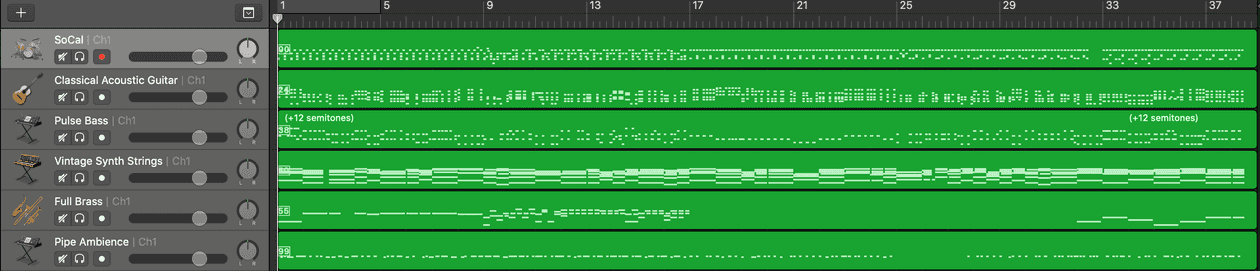 1 5 9 13 17 21 25 29 33 37
SoCal | Ch1
L R
90
Classical Acoustic Guitar | Ch1
L R
24
Pulse Bass | Ch1
L R
(+12 semitones) (+12 semitones)
38
Vintage Synth Strings | Ch1
L R
Full Brass | Ch1
L R
55
Pipe Ambience | Ch1
L R
99